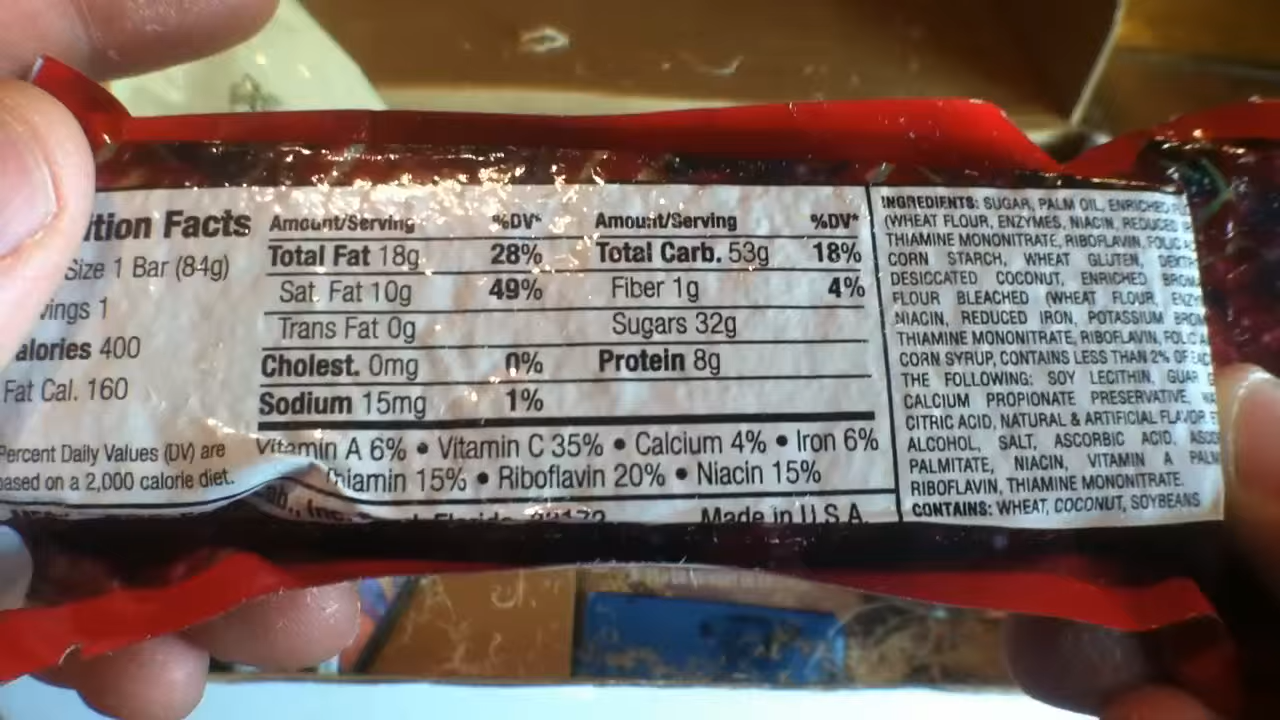 ition Facts
Size 1 Bar (84g)
vings 1
alories 400
Fat Cal. 160
Percent Daily Values (DV) are
based on a 2,000 calorie diet.
Amount/Serving %DV*
Total Fat 18g 28%
Sat. Fat 10g 49%
Trans Fat 0g
Cholest. 0mg 0%
Sodium 15mg 1%
Amount/Serving %DV*
Total Carb. 53g 18%
Fiber 1g 4%
Sugars 32g
Protein 8g
Vitamin A 6% • Vitamin C 35% • Calcium 4% • Iron 6%
Thiamin 15% • Riboflavin 20% • Niacin 15%
Inc. Florida Made in U.S.A.
INGREDIENTS: SUGAR, PALM OIL, ENRICHED
(WHEAT FLOUR, ENZYMES, NIACIN, REDUCED
THIAMINE MONONITRATE, RIBOFLAVIN, FOLIC
CORN STARCH, WHEAT GLUTEN,
DESICCATED COCONUT, ENRICHED
FLOUR BLEACHED (WHEAT FLOUR,
NIACIN, REDUCED IRON, POTASSIUM
THIAMINE MONONITRATE, RIBOFLAVIN, FOLIC
CORN SYRUP, CONTAINS LESS THAN 2% OF
THE FOLLOWING: SOY LECITHIN, GUAR
CALCIUM PROPIONATE PRESERVATIVE,
CITRIC ACID, NATURAL & ARTIFICIAL FLAVOR
ALCOHOL, SALT, ASCORBIC ACID,
PALMITATE, NIACIN, VITAMIN A
RIBOFLAVIN, THIAMINE MONONITRATE.
CONTAINS: WHEAT, COCONUT, SOYBEANS